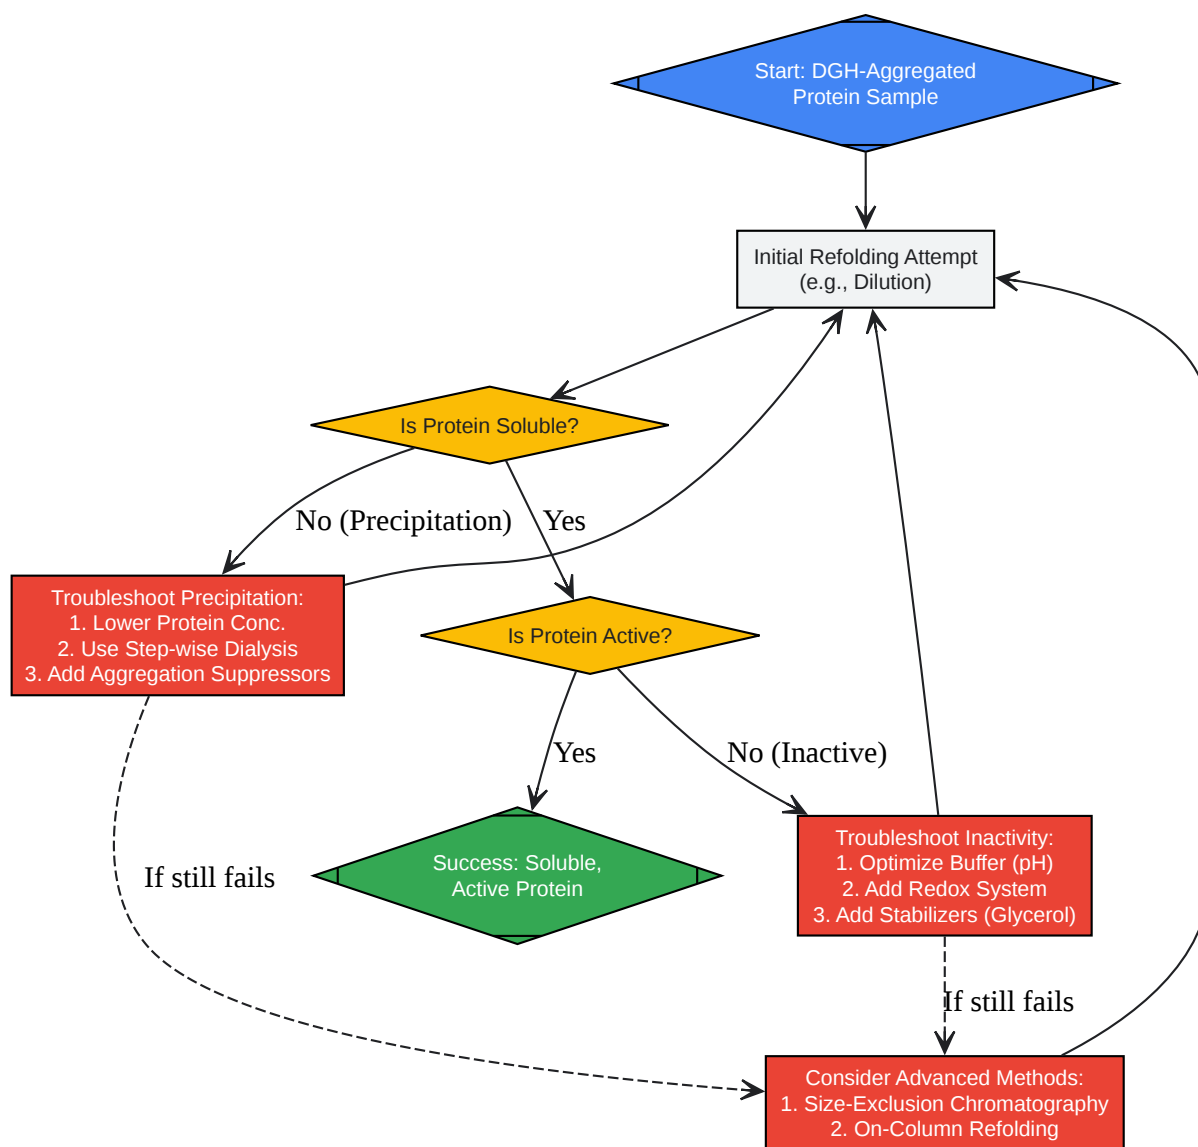 Start: DGH-Aggregated
Protein Sample
Initial Refolding Attempt
(e.g., Dilution)
Is Protein Soluble?
No (Precipitation)
Yes
Troubleshoot Precipitation:
1. Lower Protein Conc.
2. Use Step-wise Dialysis
3. Add Aggregation Suppressors
Is Protein Active?
Yes
No (Inactive)
Success: Soluble,
Active Protein
Troubleshoot Inactivity:
1. Optimize Buffer (pH)
2. Add Redox System
3. Add Stabilizers (Glycerol)
If still fails
If still fails
Consider Advanced Methods:
1. Size-Exclusion Chromatography
2. On-Column Refolding